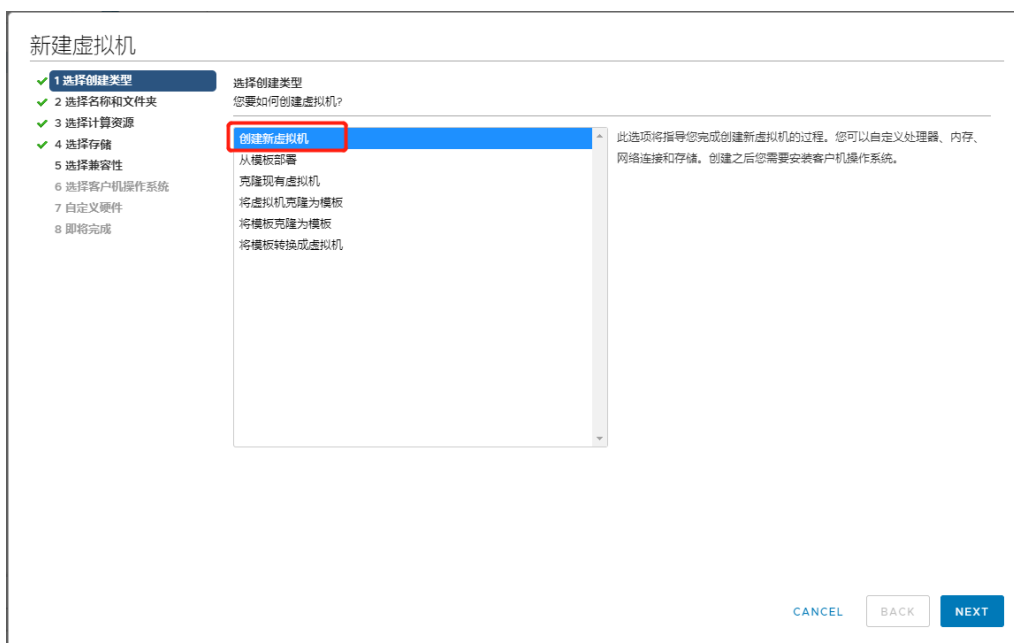 新建虚拟机
1 选择创建类型
2 选择名称和文件夹
3 选择计算资源
4 选择存储
5 选择兼容性
6 选择客户机操作系统
7 自定义硬件
8 即将完成
选择创建类型
您要如何创建虚拟机?
创建新虚拟机
从模板部署
克隆现有虚拟机
将虚拟机克隆为模板
将模板克隆为模板
将模板转换成虚拟机
此选项将指导您完成创建新虚拟机的过程。您可以自定义处理器、内存、
网络连接和存储。创建之后您需要安装客户机操作系统。
CANCEL BACK NEXT